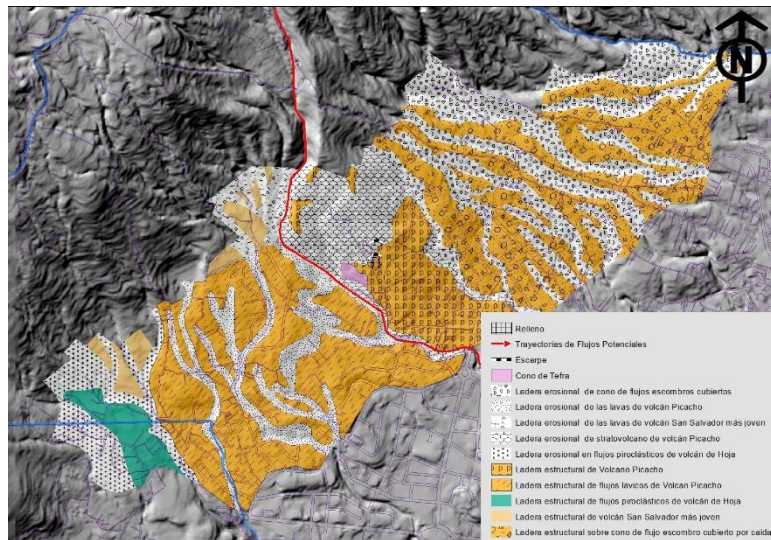 N
Relleno
Trayectorias de Flujos Potenciales
Escarpe
Cono de Tefra
Ladera erosional de cono de flujos escombros cubiertos
Ladera erosional de las lavas de volcán Picacho
Ladera erosional de las lavas de volcán San Salvador más joven
Ladera erosional de stratovolcano de volcán Picacho
Ladera erosional en flujos piroclásticos de volcán de Hoja
Ladera estructural de Volcano Picacho
Ladera estructural de flujos lavicos de Volcan Picacho
Ladera estructural de flujos piroclásticos de volcán de Hoja
Ladera estructural de volcán San Salvador más joven
Ladera estructural sobre cono de flujo escombro cubierto por caida